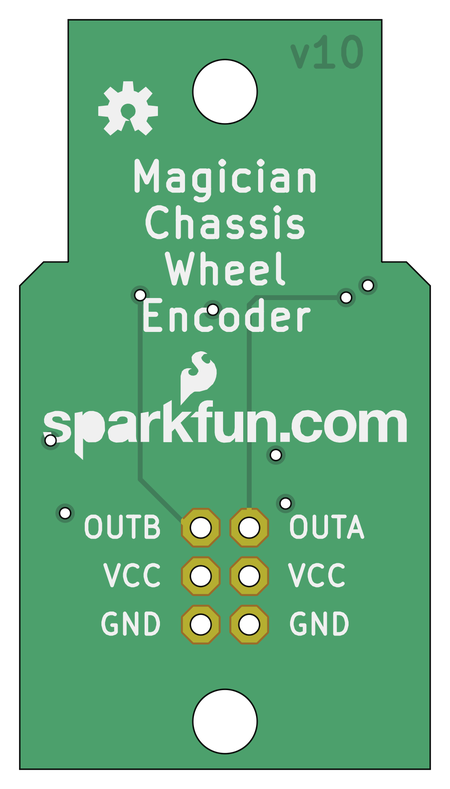 v10
Magician
Chassis
Wheel
Encoder
sparkfun.com
OUTB OUTA
VCC VCC
GND GND